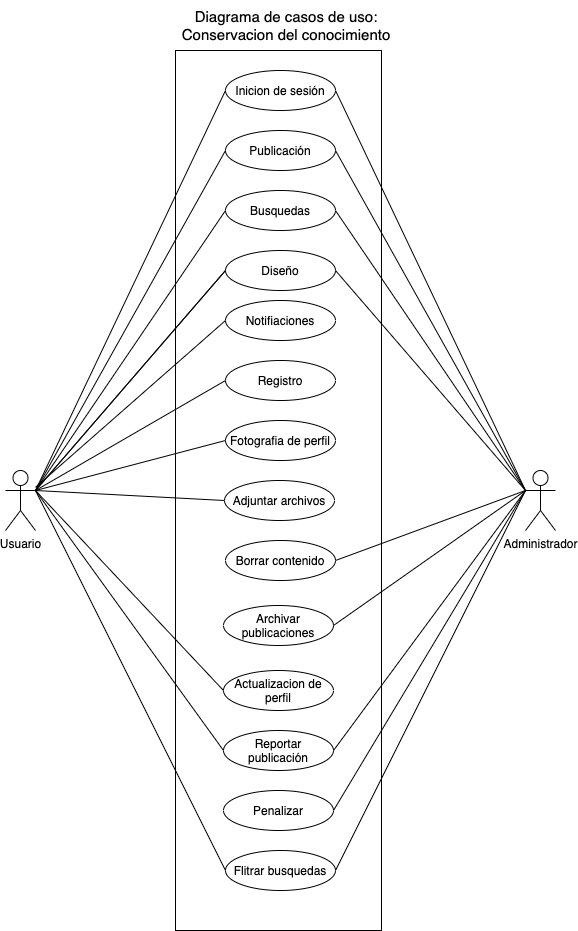 Diagrama de casos de uso:
Conservacion del conocimiento
Inicion de sesión
Publicación
Busquedas
Diseño
Notifiaciones
Registro
Fotografia de perfil
Adjuntar archivos
Usuario
Administrador
Borrar contenido
Archivar
publicaciones
Actualizacion de
perfil
Reportar
publicación
Penalizar
Flitrar busquedas